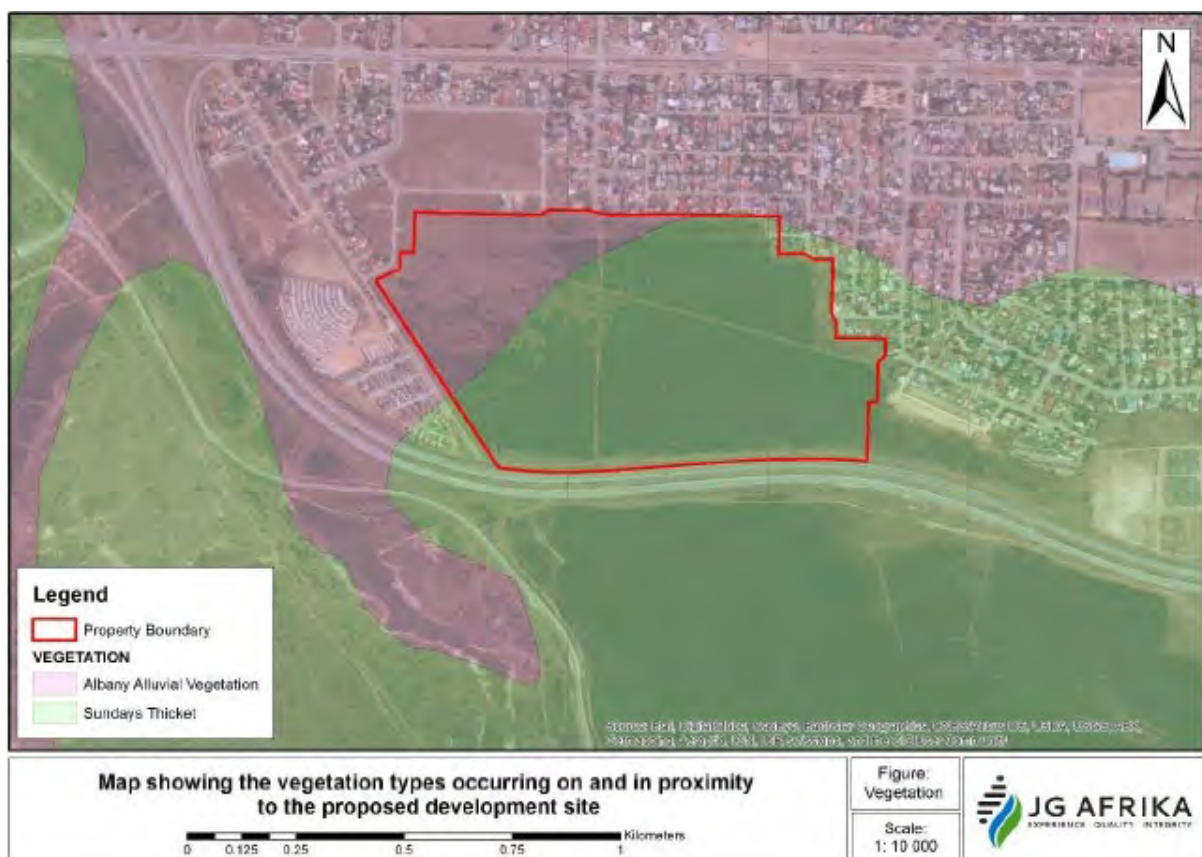 N
Legend
Property Boundary
VEGETATION
Albany Alluvial Vegetation
Sundays Thicket
Map showing the vegetation types occurring on and in proximity
to the proposed development site
Kilometers
0 0.125 0.25 0.5 0.75 1
Figure:
Vegetation
Scale:
1: 10 000
JG AFRIKA
EXPERIENCE QUALITY INTEGRITY